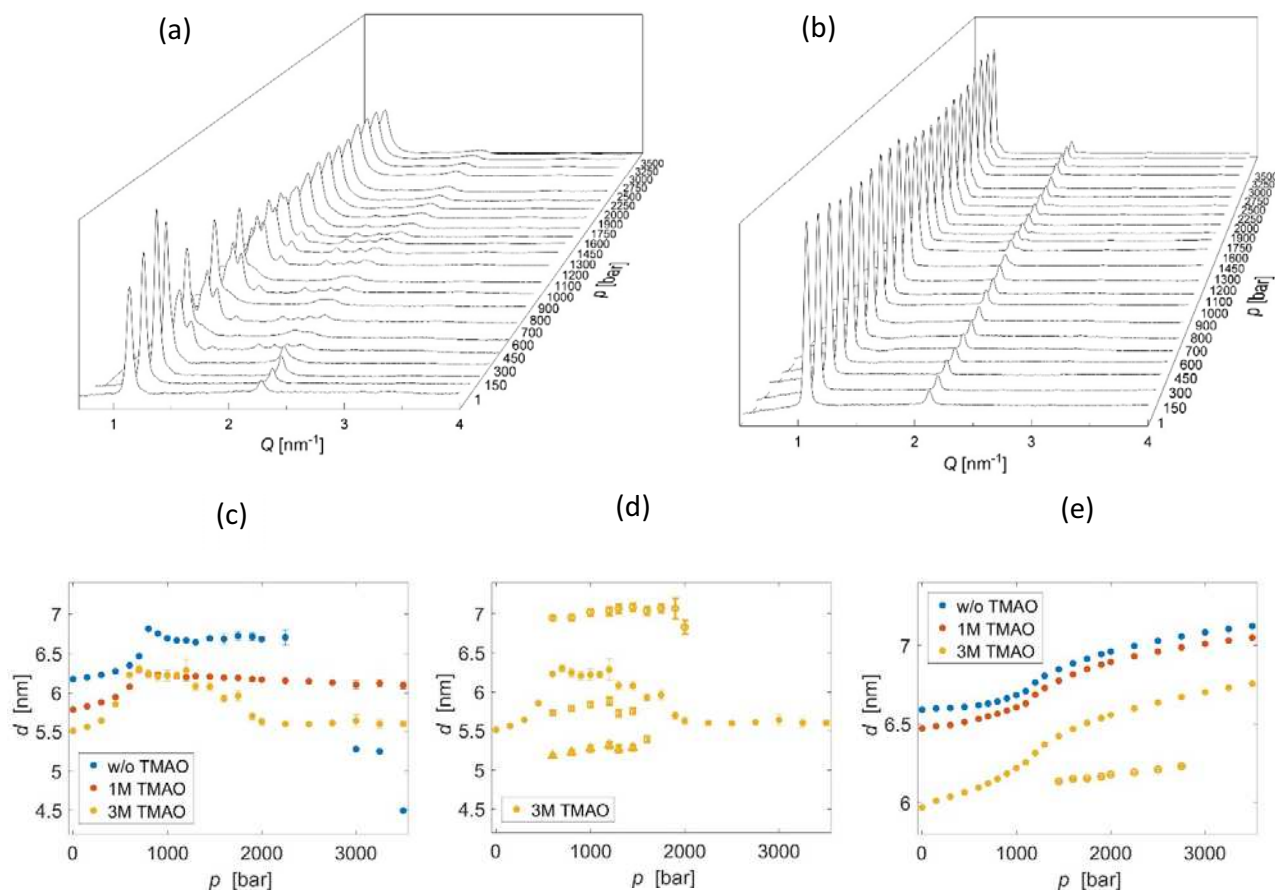 (a)
3500
3250
3000
2750
2500
2250
2000
1900
1750
1600
1450
1300
1200
1100
1000
900
800
700
600
450
300
150
1
p [bar]
1 2 3 4
Q [nm⁻¹]
(b)
3500
3250
3000
2750
2500
2250
2000
1900
1750
1600
1450
1300
1200
1100
1000
900
800
700
600
450
300
150
1
p [bar]
1 2 3 4
Q [nm⁻¹]
(c)
7
6.5
6
5.5
5
4.5
d [nm]
w/o TMAO
1M TMAO
3M TMAO
0 1000 2000 3000
p [bar]
(d)
7
6.5
6
5.5
5
4.5
d [nm]
3M TMAO
0 1000 2000 3000
p [bar]
(e)
7
6.5
6
d [nm]
w/o TMAO
1M TMAO
3M TMAO
0 1000 2000 3000
p [bar]